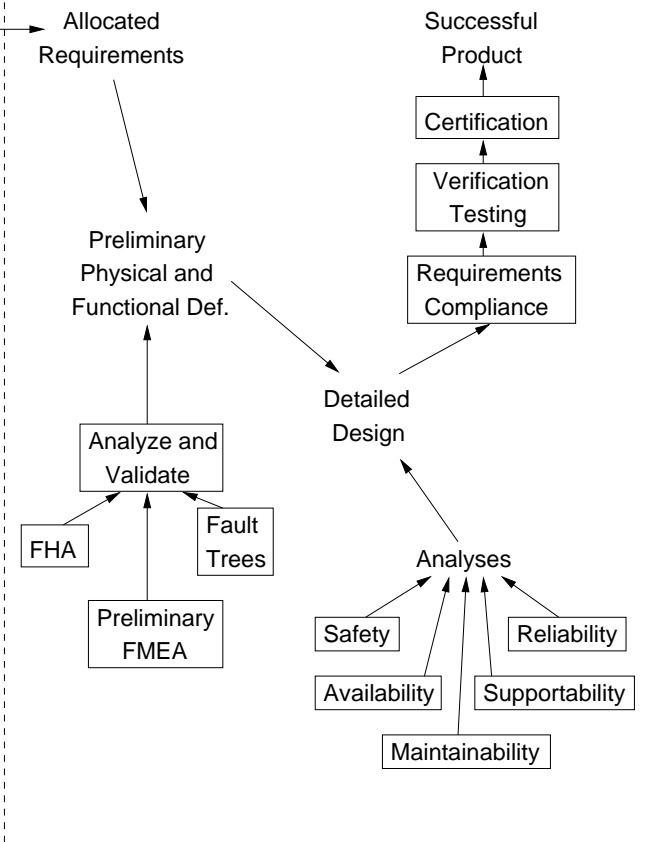 Allocated
Requirements
Successful
Product
Certification
Verification
Testing
Preliminary
Physical and
Functional Def.
Requirements
Compliance
Detailed
Design
Analyze and
Validate
FHA
Fault
Trees
Preliminary
FMEA
Analyses
Safety
Reliability
Availability
Supportability
Maintainability